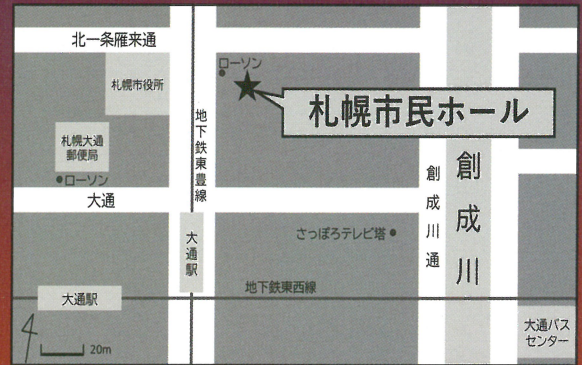 北一条雁来通
札幌市役所
ローソン
札幌市民ホール
地下鉄東豊線
札幌大通
郵便局
ローソン
大通
創成川通
創成川
大通駅
さっぽろテレビ塔
地下鉄東西線
大通駅
大通バス
センター
20m